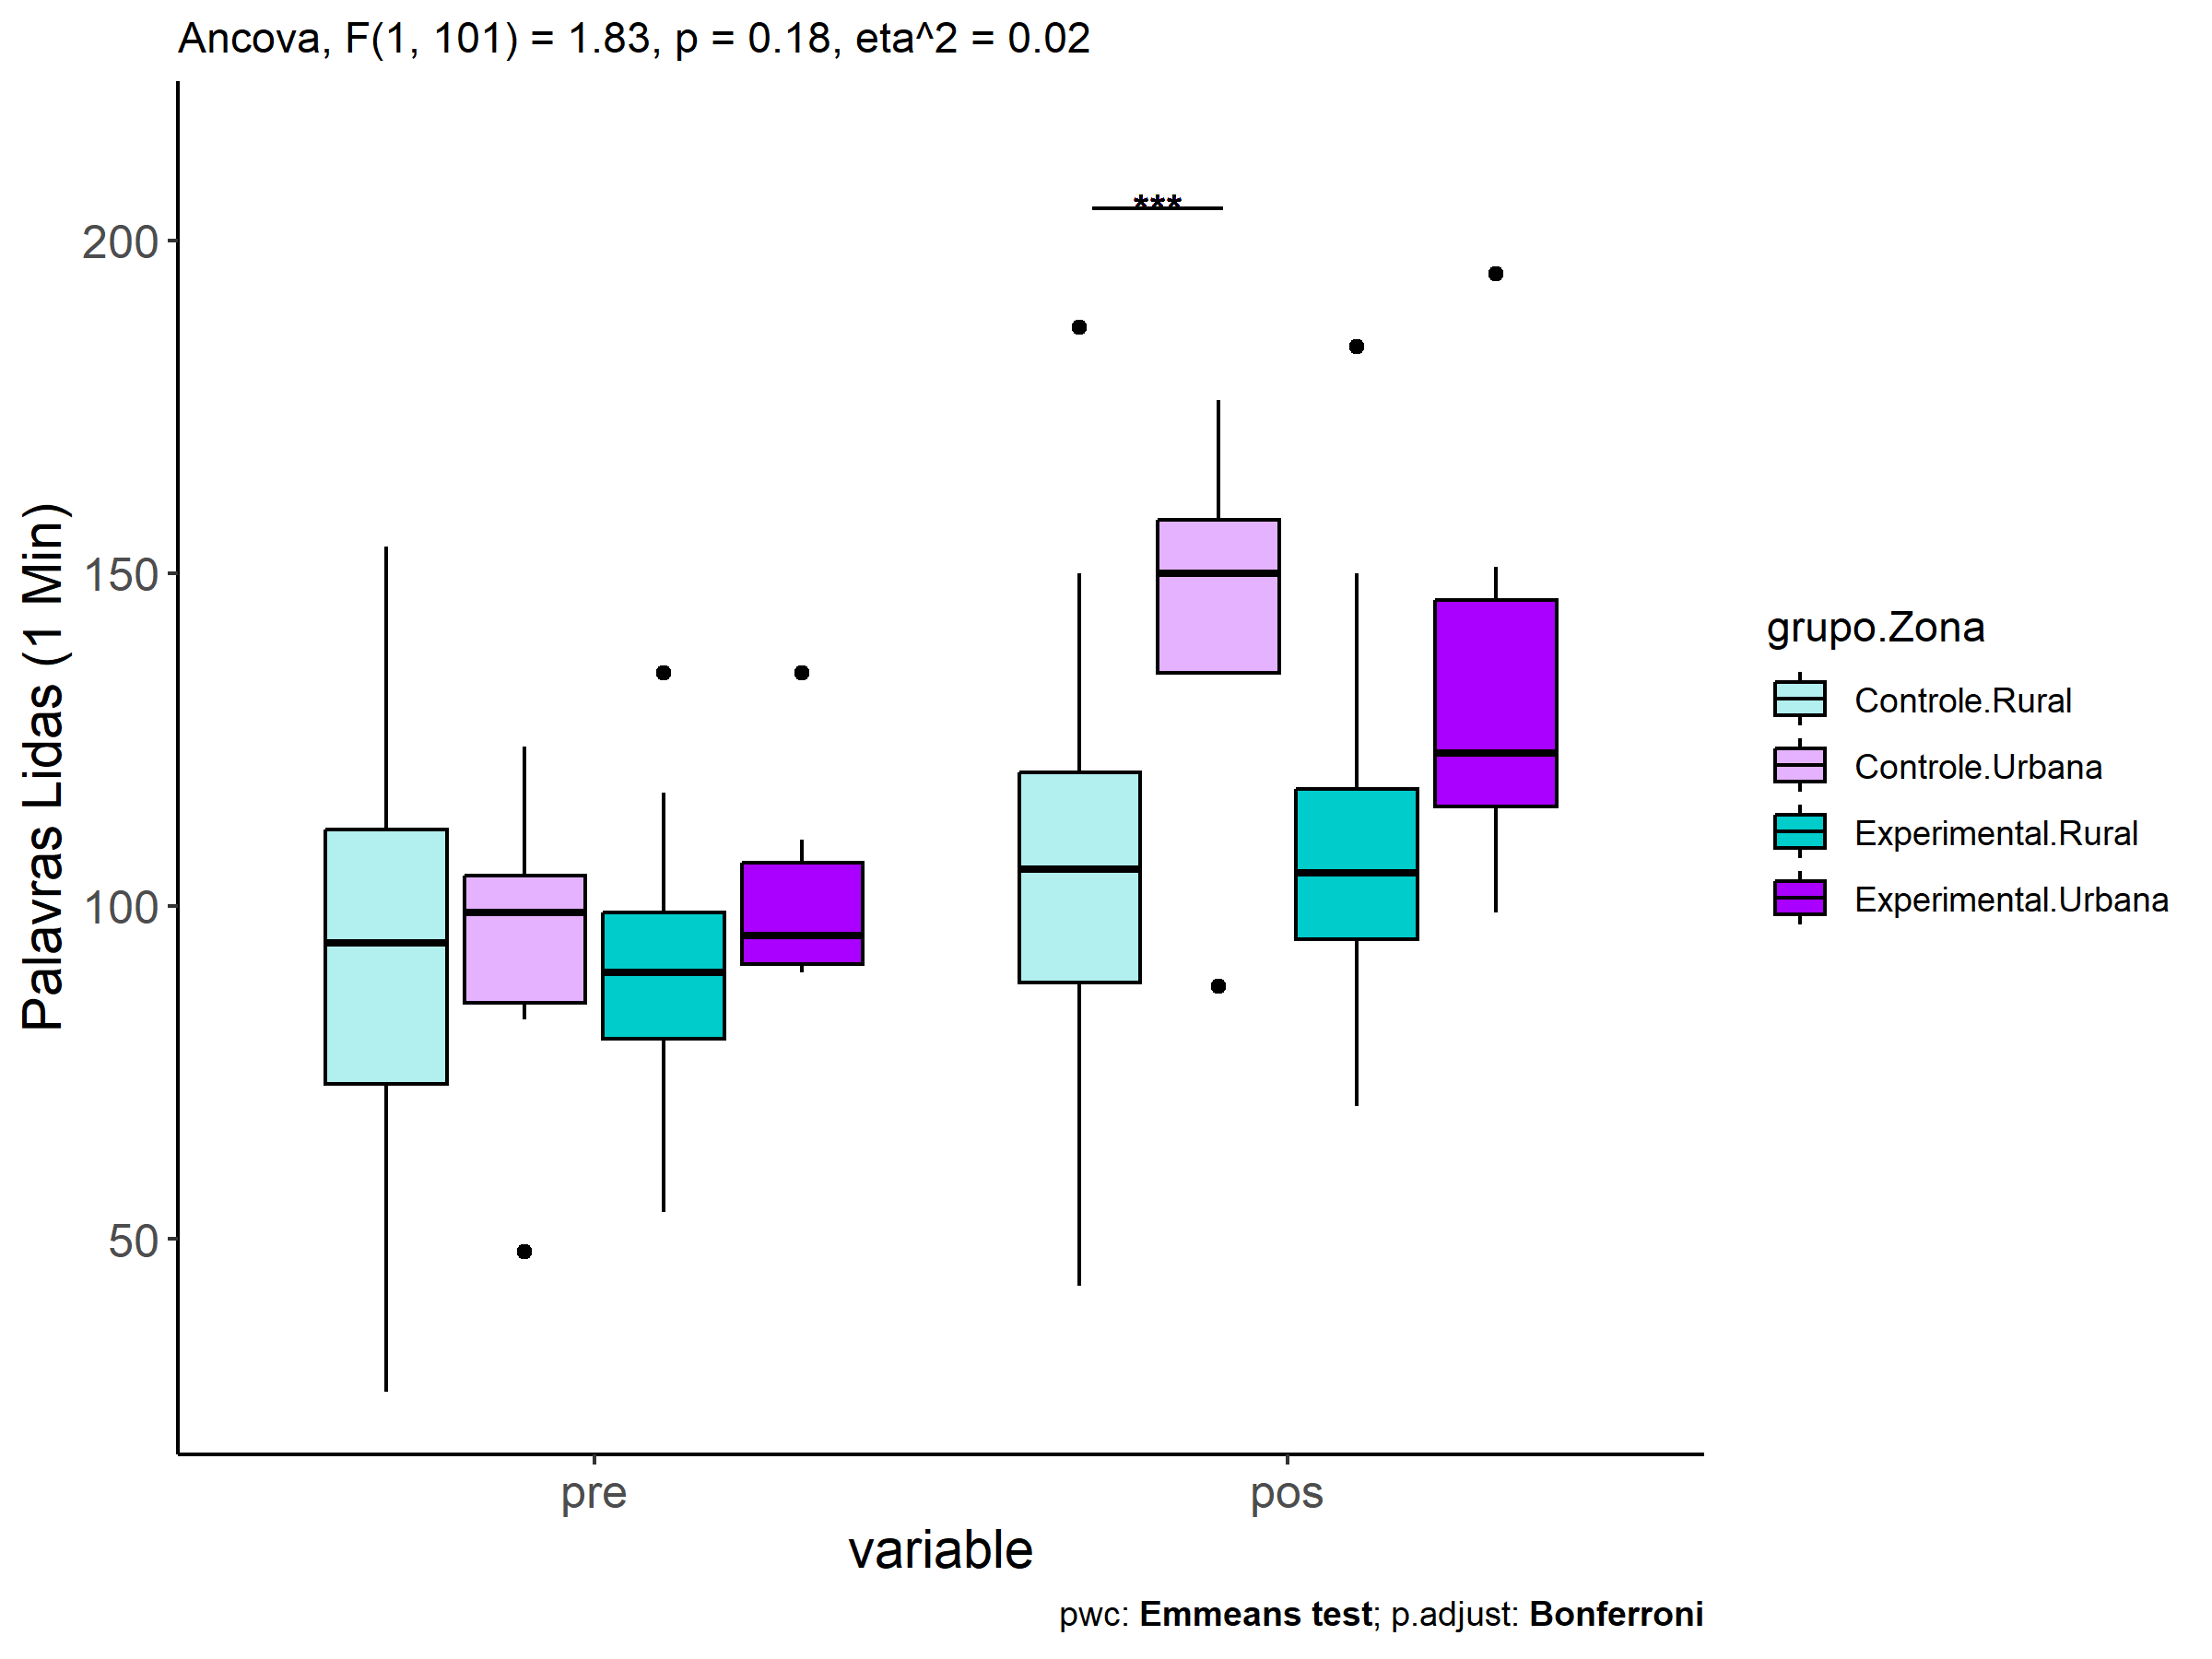 Ancova, F(1, 101) = 1.83, p = 0.18, eta^2 = 0.02
Palavras Lidas (1 Min)
200
150
100
50
***
pre
pos
variable
grupo.Zona
Controle.Rural
Controle.Urbana
Experimental.Rural
Experimental.Urbana
pwc: Emmeans test; p.adjust: Bonferroni